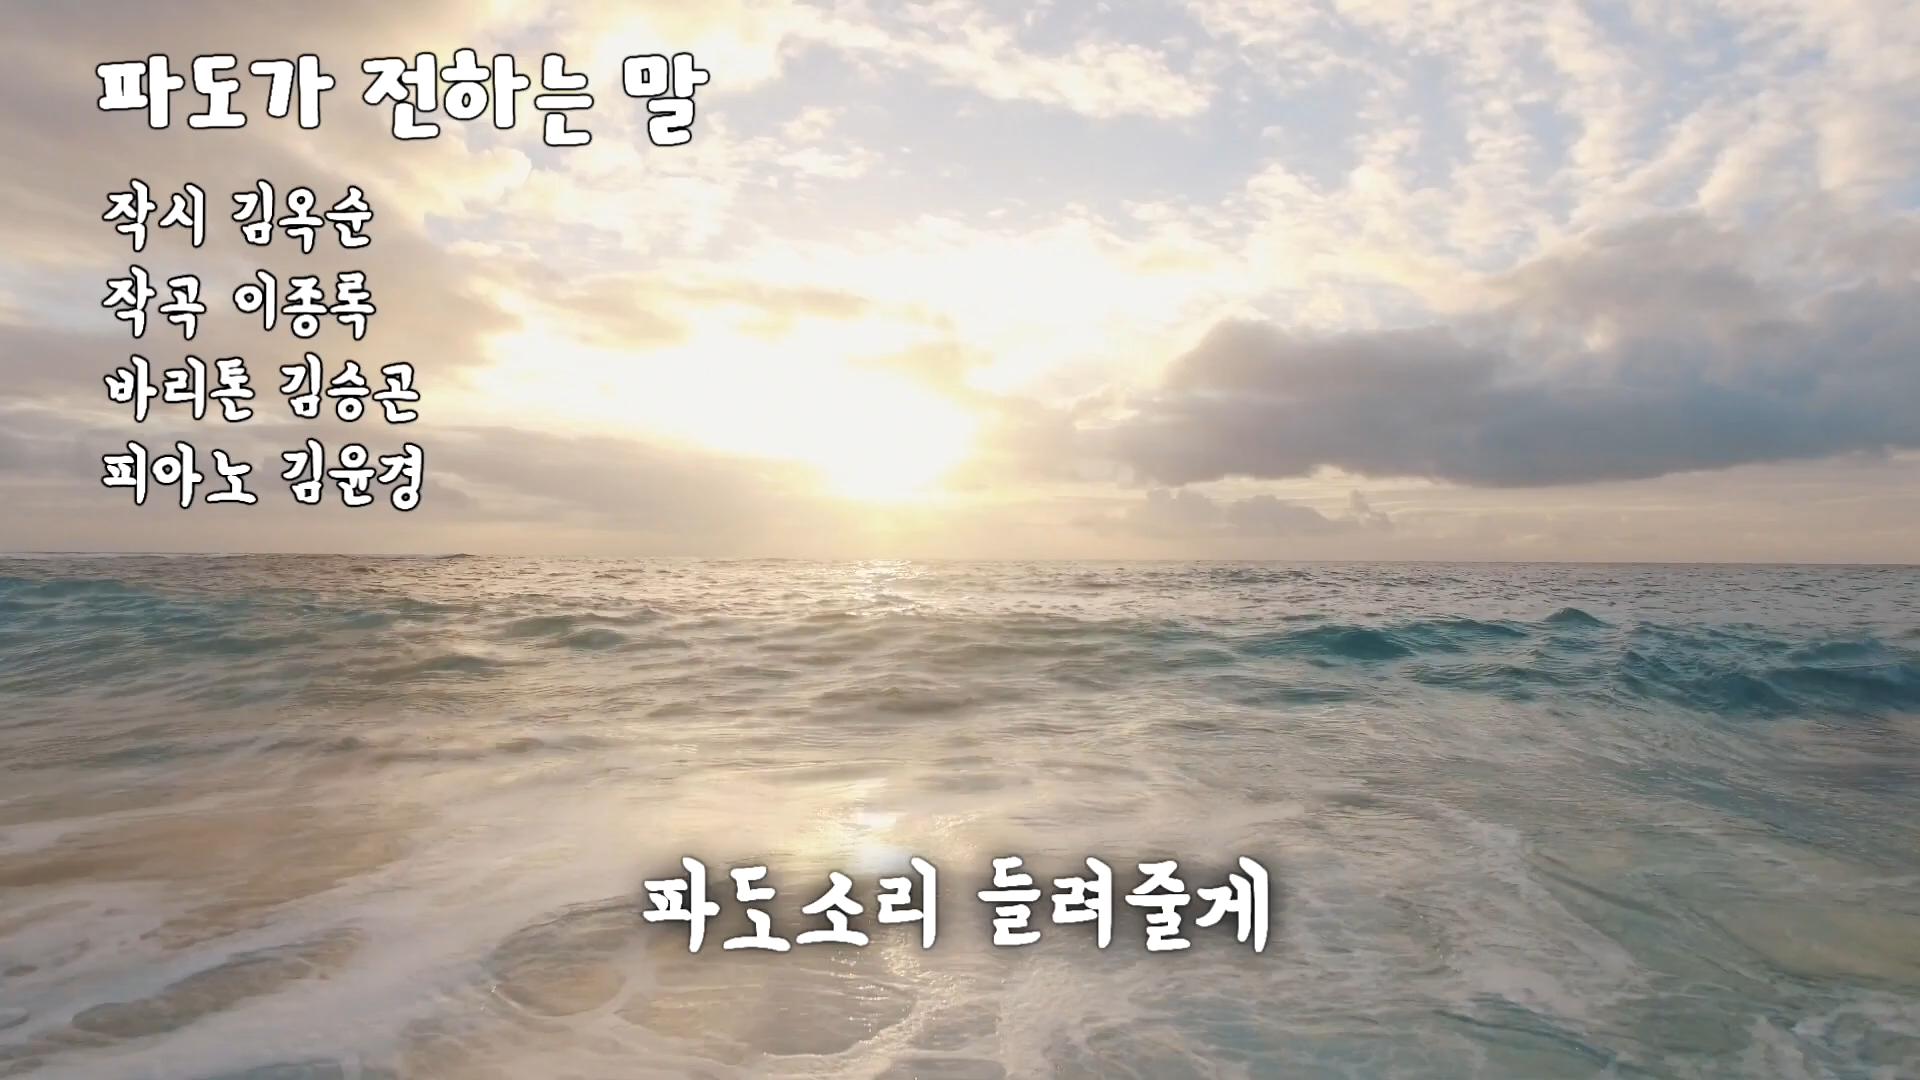 파도가 전하는 말
작시 김옥순
작곡 이종록
바리톤 김승곤
피아노 김윤경
파도소리 들려줄게